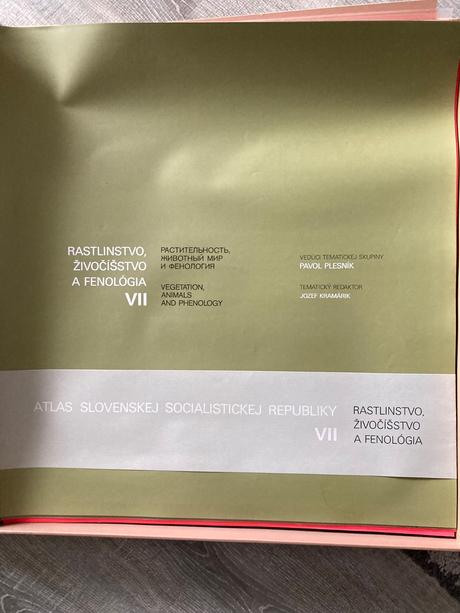 RASTLINSTVO,
ŽIVOČÍŠSTVO
A FENOLÓGIA
VII
РАСТИТЕЛЬНОСТЬ,
ЖИВОТНЫЙ МИР
И ФЕНОЛОГИЯ
VEGETATION,
ANIMALS
AND PHENOLOGY
VEDÚCI TEMATICKEJ SKUPINY
PAVOL PLESNÍK
TEMATICKÝ REDAKTOR
JOZEF KRAMÁRIK
ATLAS SLOVENSKEJ SOCIALISTICKEJ REPUBLIKY
VII
RASTLINSTVO,
ŽIVOČÍŠSTVO
A FENOLÓGIA